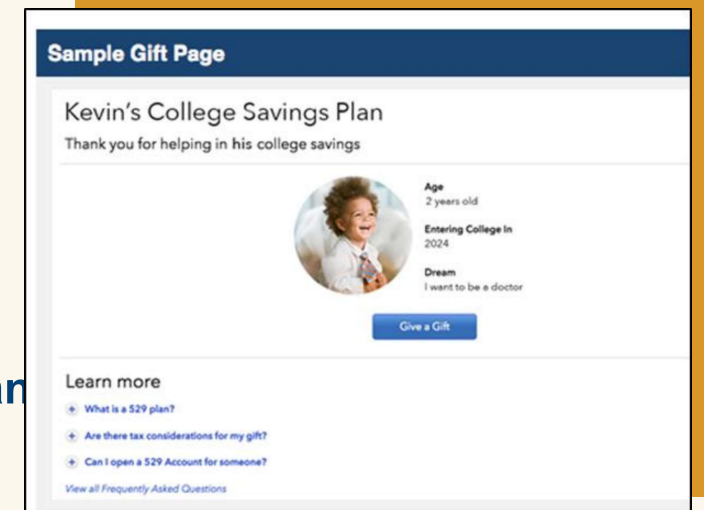 Sample Gift Page
Kevin's College Savings Plan
Thank you for helping in his college savings
Age
2 years old
Entering College In
2024
Dream
I want to be a doctor
Give a Gift
an
Learn more
What is a 529 plan?
Are there tax considerations for my gift?
Can I open a 529 Account for someone?
View all Frequently Asked Questions